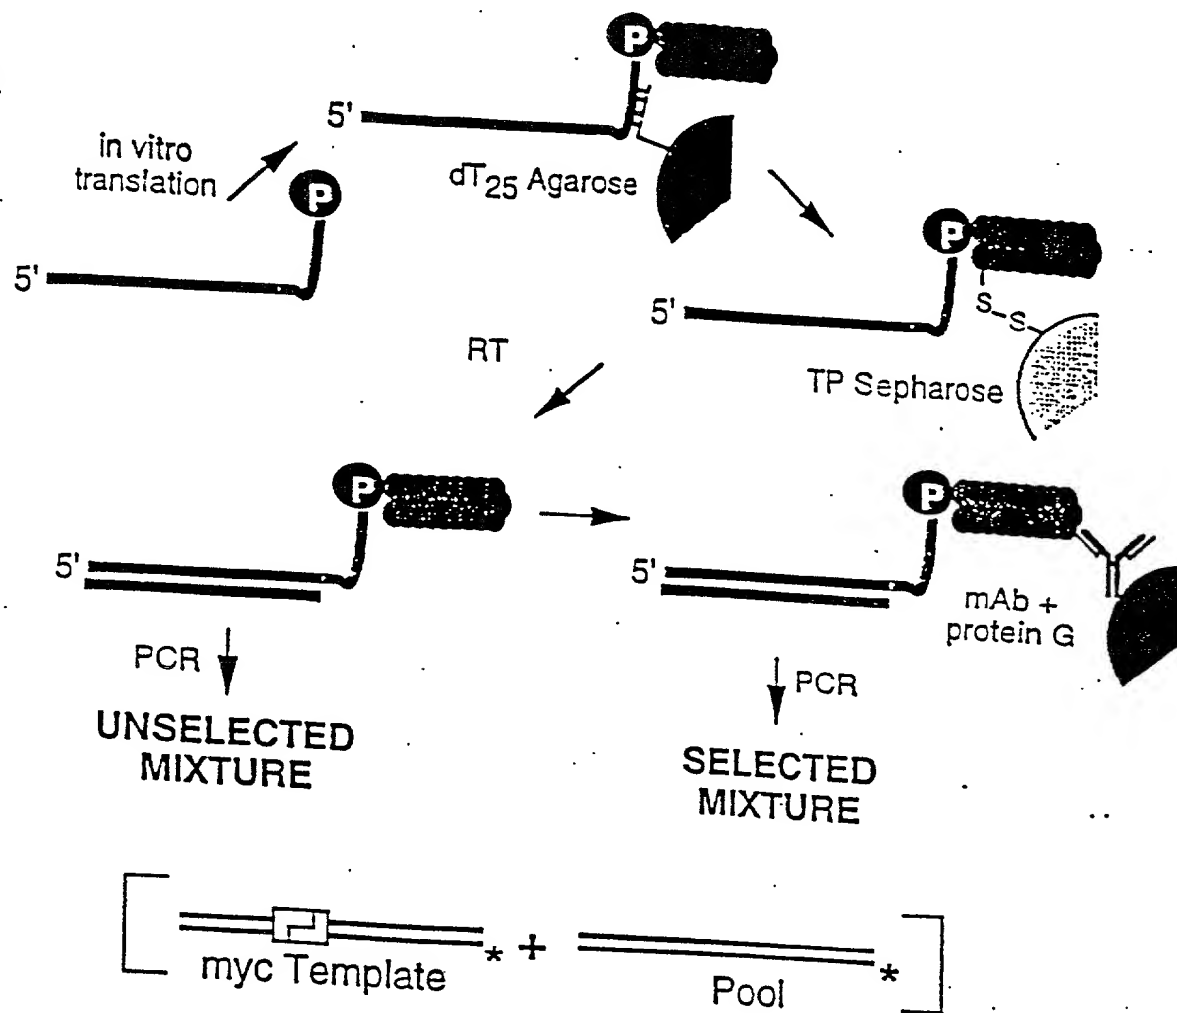 P
5'
in vitro
translation
dT25 Agarose
P
5'
P
5'
S
S
RT
TP Sepharose
P
5'
P
5'
mAb +
protein G
PCR
UNSELECTED
MIXTURE
PCR
SELECTED
MIXTURE
* + *
myc Template
Pool